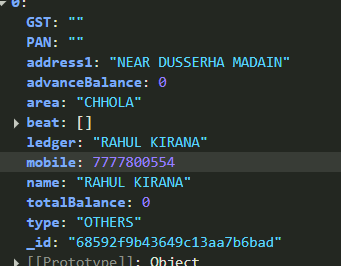 0:
GST: ""
PAN: ""
address1: "NEAR DUSSERHA MADAIN"
advanceBalance: 0
area: "CHHOLA"
beat: []
ledger: "RAHUL KIRANA"
mobile: 7777800554
name: "RAHUL KIRANA"
totalBalance: 0
type: "OTHERS"
_id: "68592f9b43649c13aa7b6bad"
[[Prototype]]: Object